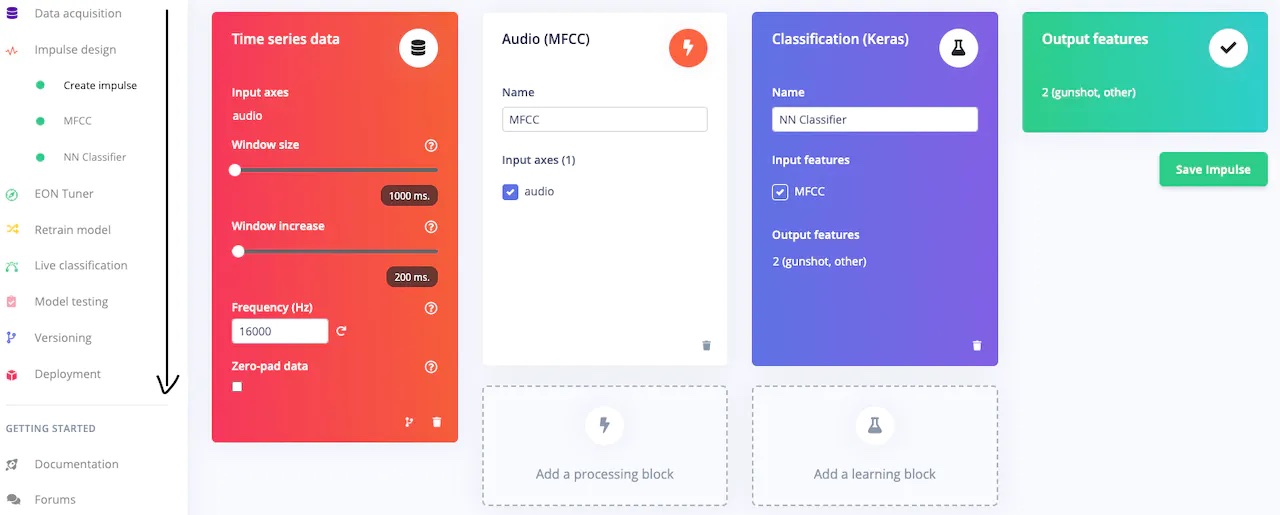 Data acquisition
Impulse design
Create impulse
MFCC
NN Classifier
EON Tuner
Retrain model
Live classification
Model testing
Versioning
Deployment
GETTING STARTED
Documentation
Forums
Time series data
Input axes
audio
Window size
1000 ms.
Window increase
200 ms.
Frequency (Hz)
16000
Zero-pad data
Audio (MFCC)
Name
MFCC
Input axes (1)
audio
Add a processing block
Classification (Keras)
Name
NN Classifier
Input features
MFCC
Output features
2 (gunshot, other)
Add a learning block
Output features
2 (gunshot, other)
Save Impulse